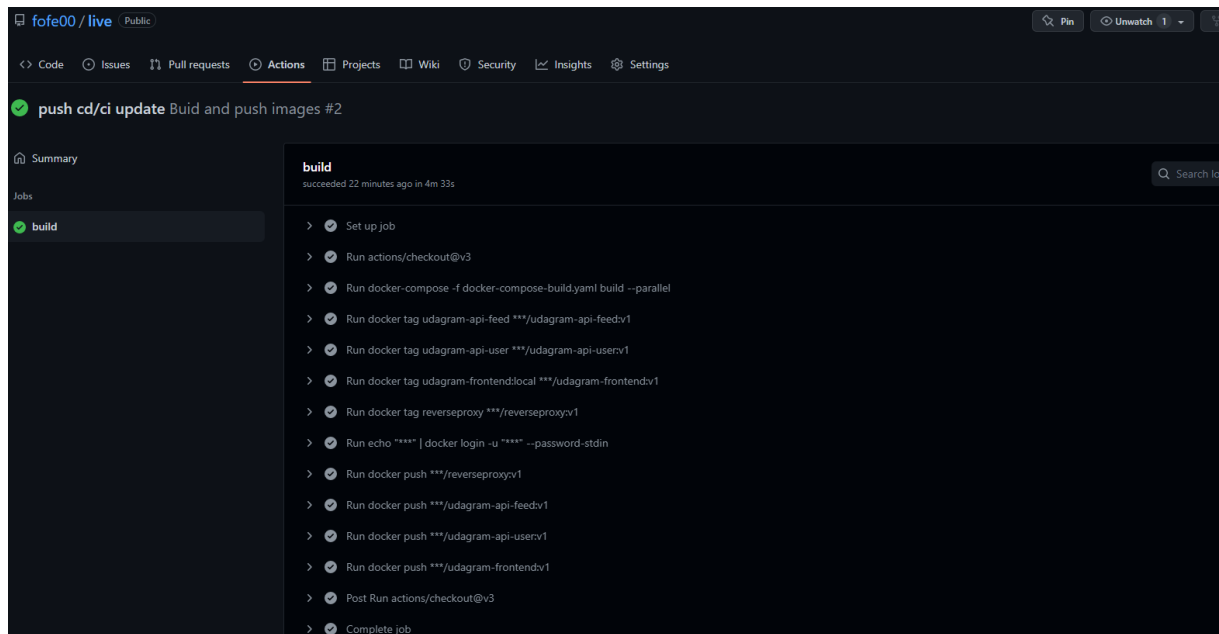 fofe00 / live Public
Pin
Unwatch 1
Code Issues Pull requests Actions Projects Wiki Security Insights Settings
push cd/ci update Buid and push images #2
Summary
Jobs
build
build
succeeded 22 minutes ago in 4m 33s
Search
Set up job
Run actions/checkout@v3
Run docker-compose -f docker-compose-build.yaml build --parallel
Run docker tag udagram-api-feed ***/udagram-api-feed:v1
Run docker tag udagram-api-user ***/udagram-api-user:v1
Run docker tag udagram-frontend:local ***/udagram-frontend:v1
Run docker tag reverseproxy ***/reverseproxy:v1
Run echo "***" | docker login -u "***" --password-stdin
Run docker push ***/reverseproxy:v1
Run docker push ***/udagram-api-feed:v1
Run docker push ***/udagram-api-user:v1
Run docker push ***/udagram-frontend:v1
Post Run actions/checkout@v3
Complete job